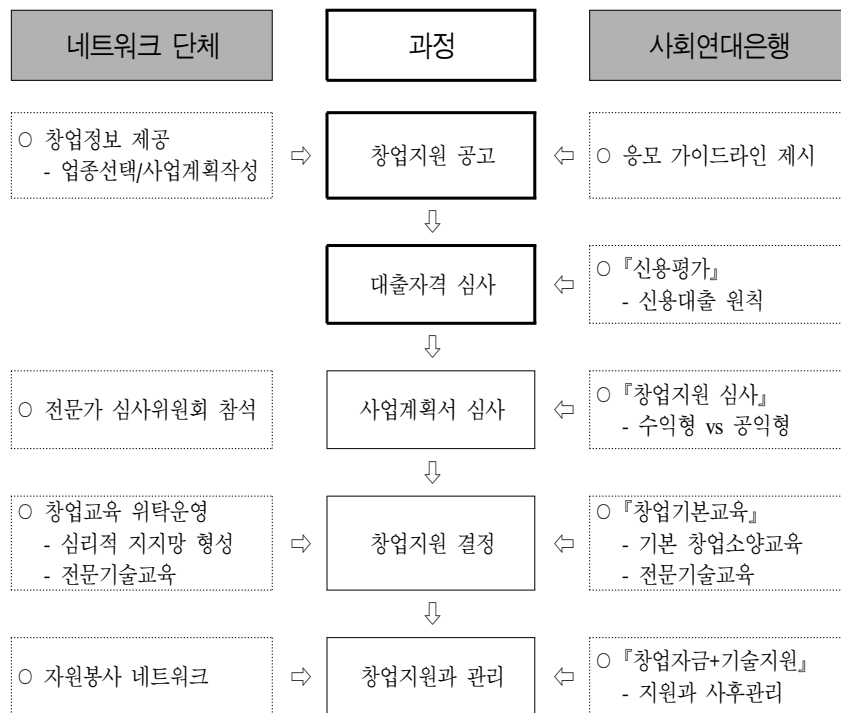 네트워크 단체
과정
사회연대은행
○ 창업정보 제공
- 업종선택/사업계획작성
⇨
창업지원 공고
⇦
○ 응모 가이드라인 제시
⇩
대출자격 심사
⇦
○『신용평가』
- 신용대출 원칙
⇩
○ 전문가 심사위원회 참석
사업계획서 심사
⇦
○『창업지원 심사』
- 수익형 vs 공익형
⇩
○ 창업교육 위탁운영
- 심리적 지지망 형성
- 전문기술교육
⇨
창업지원 결정
⇦
○『창업기본교육』
- 기본 창업소양교육
- 전문기술교육
⇩
○ 자원봉사 네트워크
⇨
창업지원과 관리
⇦
○『창업자금+기술지원』
- 지원과 사후관리